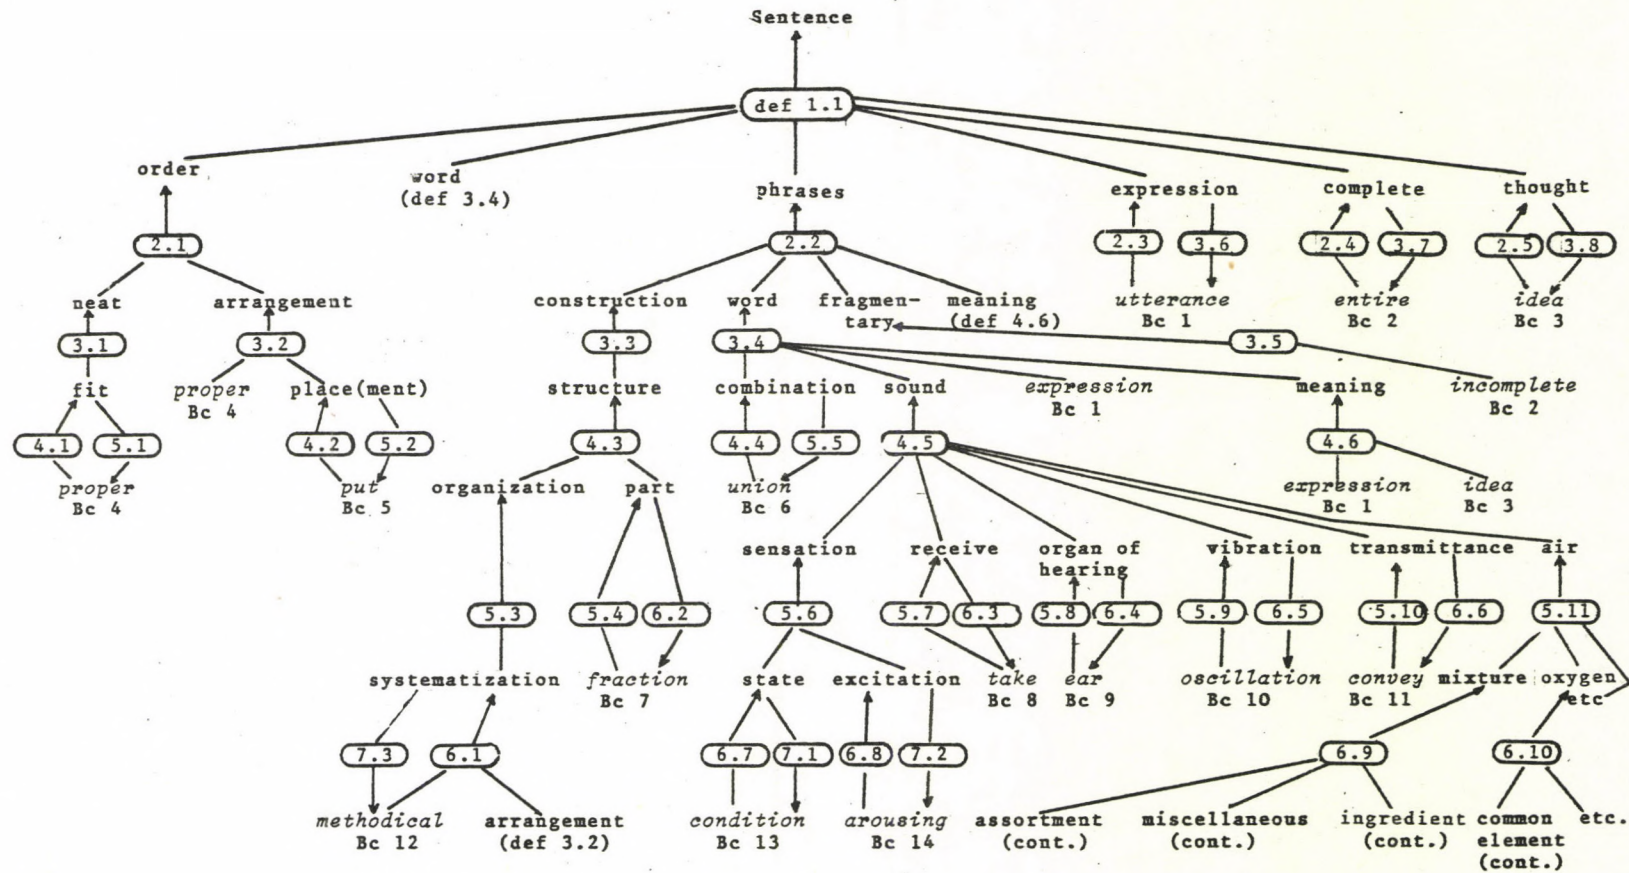 Sentence
def 1.1
order
word
(def 3.4)
phrases
expression
complete
thought
2.1
2.2
2.3
3.6
2.4
3.7
2.5
3.8
neat
arrangement
construction
word
fragmen-
tary
meaning
(def 4.6)
utterance
Bc 1
entire
Bc 2
idea
Bc 3
3.1
3.2
3.3
3.4
3.5
fit
proper
Bc 4
place(ment)
structure
combination
sound
expression
Bc 1
meaning
incomplete
Bc 2
4.1
5.1
4.2
5.2
4.3
4.4
5.5
4.5
4.6
proper
Bc 4
put
Bc 5
organization
part
union
Bc 6
expression
Bc 1
idea
Bc 3
sensation
receive
organ of
hearing
vibration
transmittance
air
5.3
5.4
6.2
5.6
5.7
6.3
5.8
6.4
5.9
6.5
5.10
6.6
5.11
systematization
fraction
Bc 7
state
excitation
take
Bc 8
ear
Bc 9
oscillation
Bc 10
convey
Bc 11
mixture
oxygen
etc
7.3
6.1
6.7
7.1
6.8
7.2
6.9
6.10
methodical
Bc 12
arrangement
(def 3.2)
condition
Bc 13
arousing
Bc 14
assortment
(cont.)
miscellaneous
(cont.)
ingredient
(cont.)
common
element
(cont.)
etc.